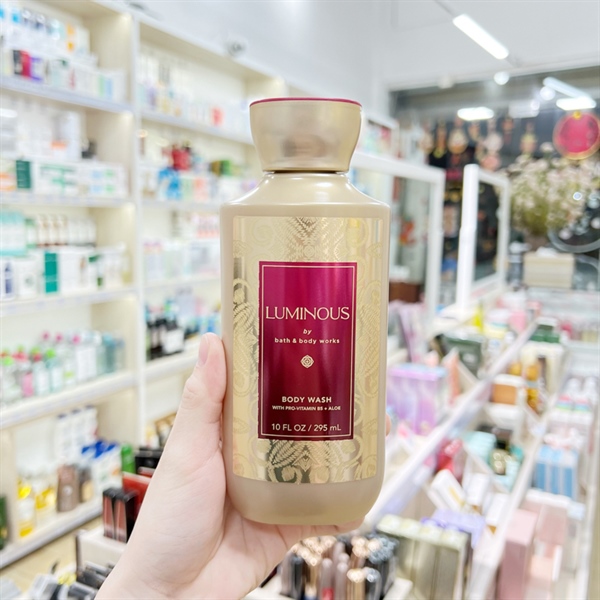 LUMINOUS
by
bath & body works
BODY WASH
WITH PRO-VITAMIN B5 + ALOE
10 FL OZ / 295 mL